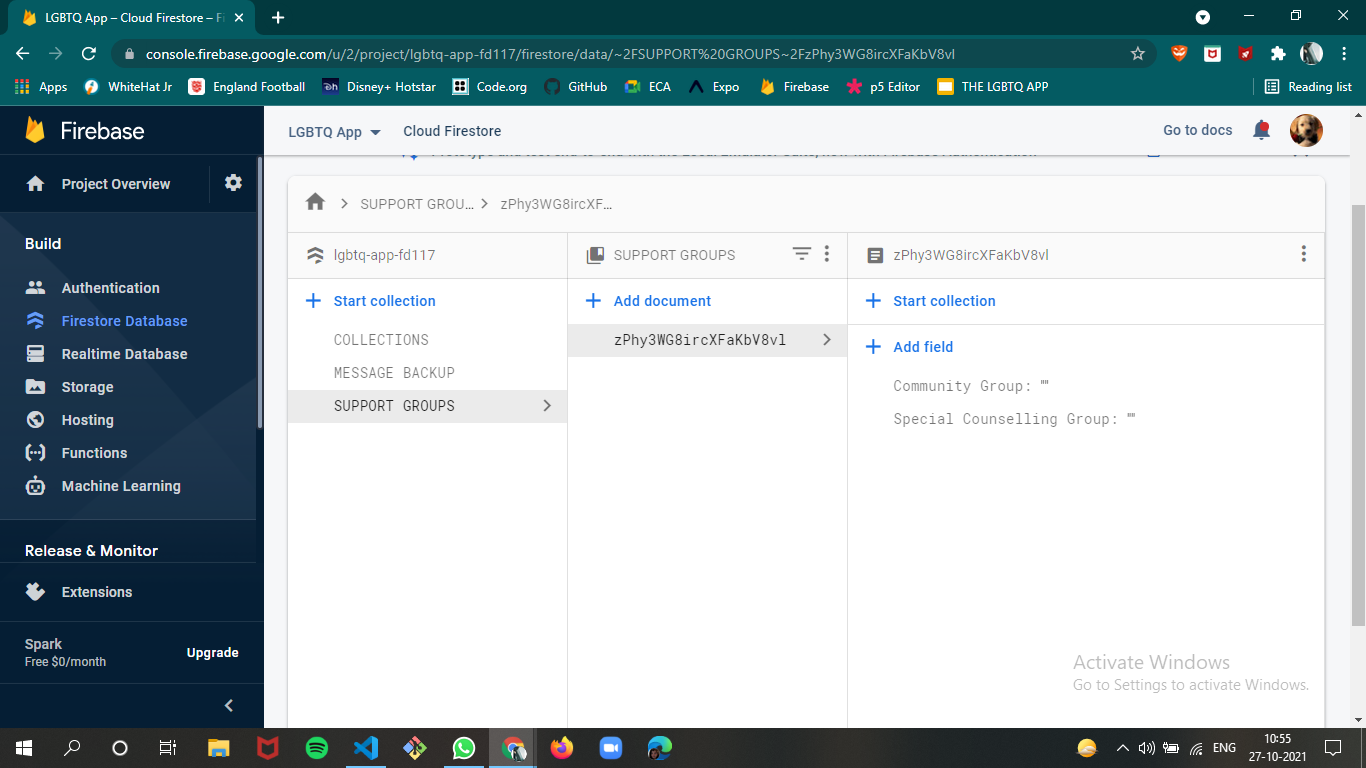 LGBTQ App – Cloud Firestore – F
console.firebase.google.com/u/2/project/lgbtq-app-fd117/firestore/data/~2FSUPPORT%20GROUPS~2FzPhy3WG8ircXFaKbV8vl
Apps WhiteHat Jr England Football Disney+ Hotstar Code.org GitHub ECA Expo Firebase p5 Editor THE LGBTQ APP Reading list
Firebase
LGBTQ App Cloud Firestore Go to docs
Project Overview
SUPPORT GROU... zPhy3WG8ircXF...
Build
lgbtq-app-fd117 SUPPORT GROUPS zPhy3WG8ircXFaKbV8vl
Authentication
Start collection Add document Start collection
Firestore Database
COLLECTIONS zPhy3WG8ircXFaKbV8vl Add field
Realtime Database
MESSAGE BACKUP Community Group: ""
Storage
SUPPORT GROUPS Special Counselling Group: ""
Hosting
Functions
Machine Learning
Release & Monitor
Extensions
Spark
Free $0/month
Upgrade
Activate Windows
Go to Settings to activate Windows.
ENG
10:55
27-10-2021